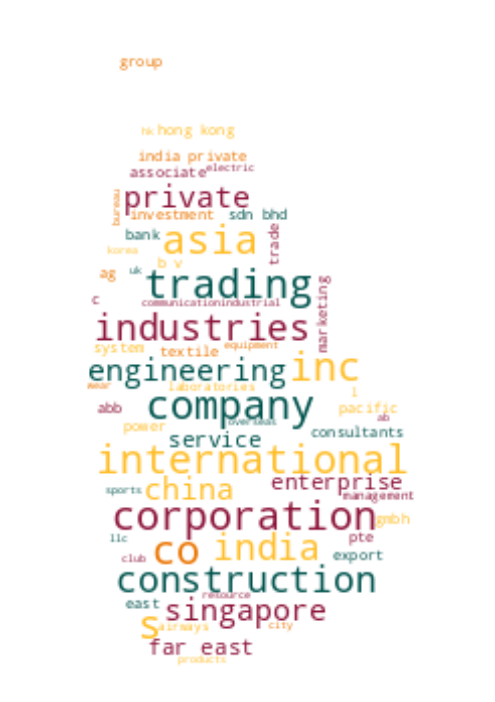 group
hk hong kong
india private
associate electric
private
bureau
investment sdn bhd
bank asia trade
korea
b v
ag uk trading
c communication industrial
marketing
industries
system textile equipment
engineering inc
wear laboratories
l
abb company pacific
ab
power overseas
service consultants
international
enterprise
sports china management
corporation gmbh
llc co india pte
club export
construction
resource
east singapore
s airways city
far east
products